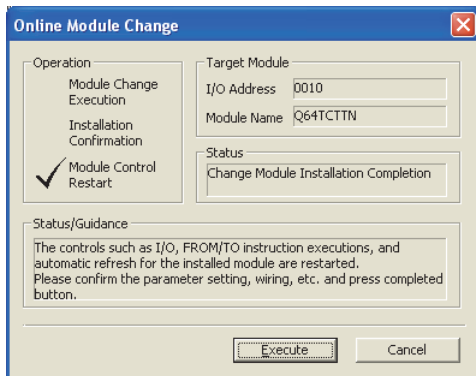 Online Module Change
Operation
Module Change
Execution
Installation
Confirmation
Module Control
Restart
Target Module
I/O Address 0010
Module Name Q64TCTTN
Status
Change Module Installation Completion
Status/Guidance
The controls such as I/O, FROM/TO instruction executions, and
automatic refresh for the installed module are restarted.
Please confirm the parameter setting, wiring, etc. and press completed
button.
Execute Cancel